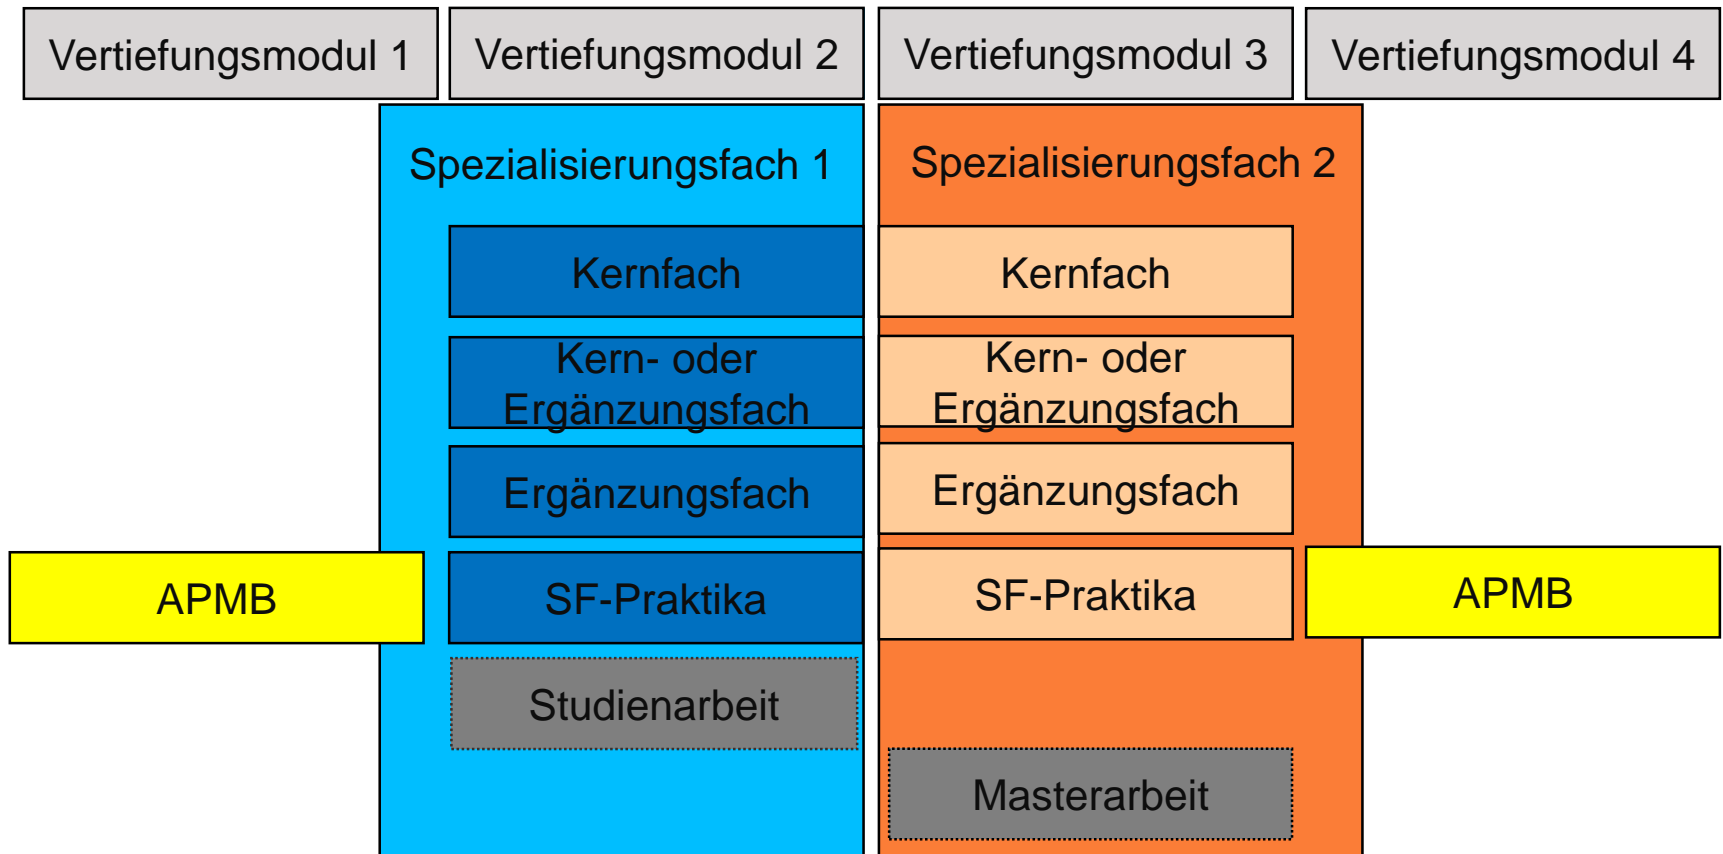 Vertiefungsmodul 1
Vertiefungsmodul 2
Vertiefungsmodul 3
Vertiefungsmodul 4
Spezialisierungsfach 1
Spezialisierungsfach 2
Kernfach
Kernfach
Kern- oder
Ergänzungsfach
Kern- oder
Ergänzungsfach
Ergänzungsfach
Ergänzungsfach
APMB
SF-Praktika
SF-Praktika
APMB
Studienarbeit
Masterarbeit